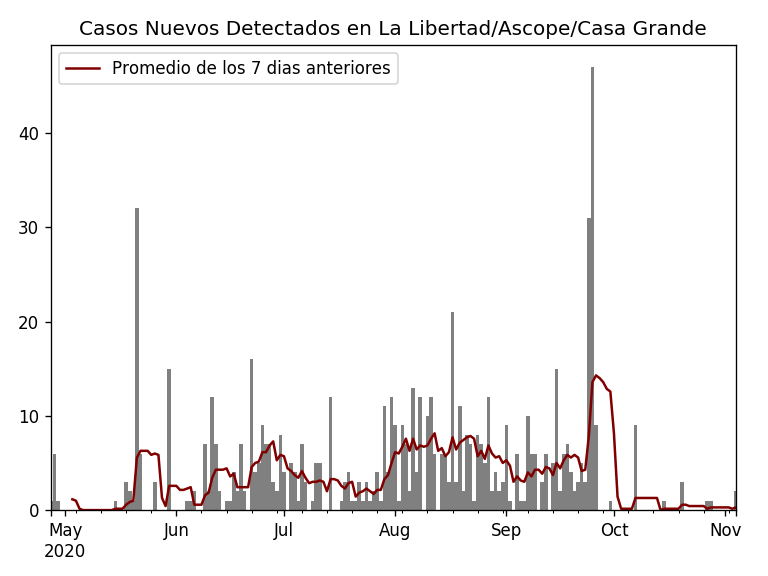 Casos Nuevos Detectados en La Libertad/Ascope/Casa Grande
Promedio de los 7 dias anteriores
40
30
20
10
0
May Jun Jul Aug Sep Oct Nov
2020